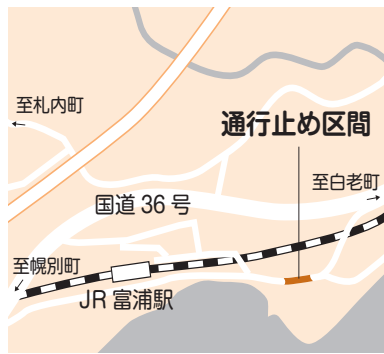 至札内町
通行止め区間
至白老町
国道 36 号
至幌別町
JR 富浦駅